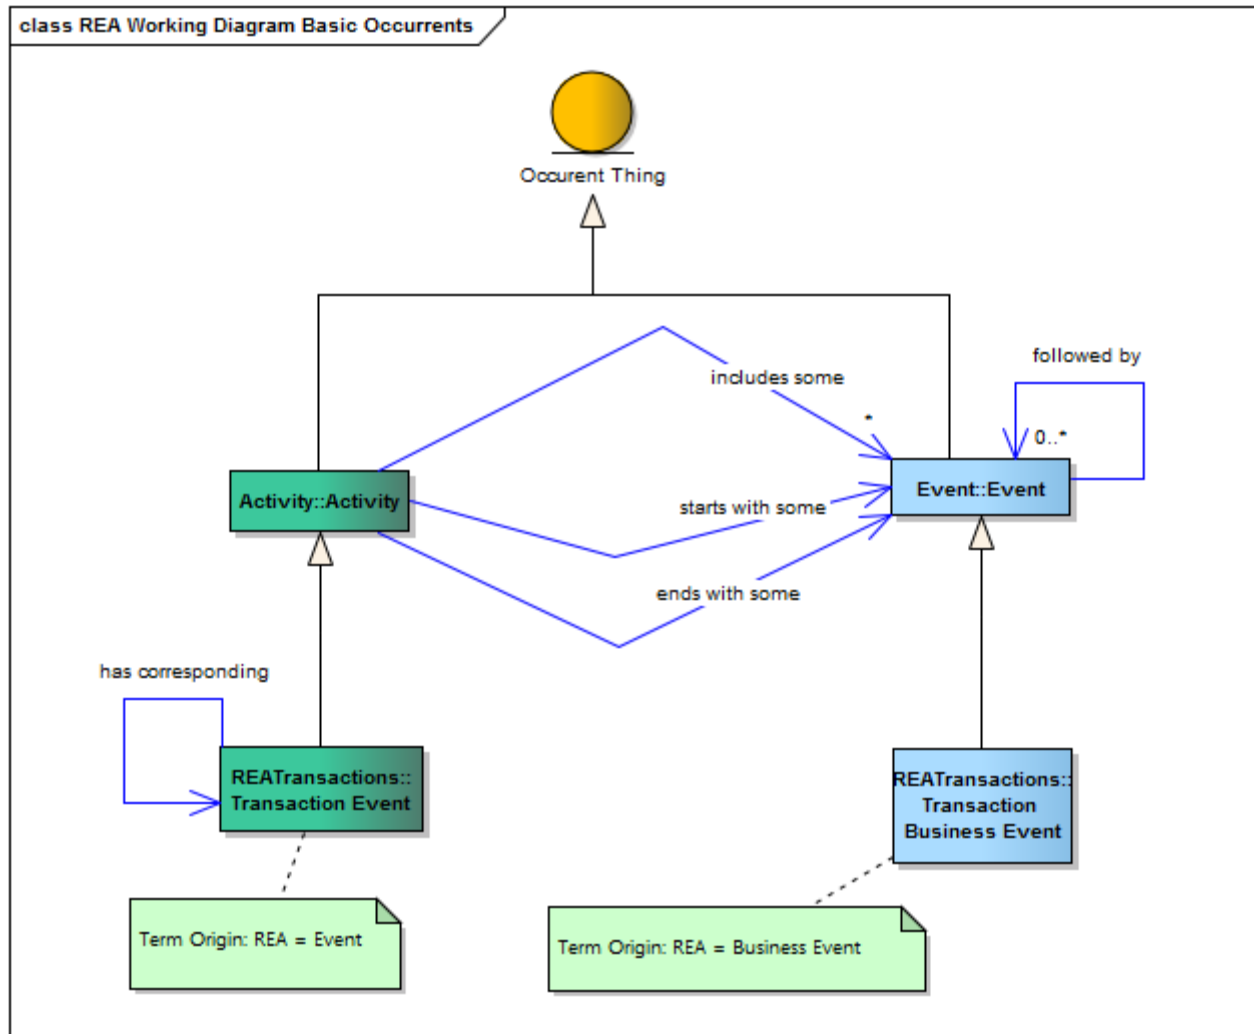 class REA Working Diagram Basic Occurrents
Occurent Thing
followed by
includes some
*
0..*
Activity::Activity
Event::Event
starts with some
ends with some
has corresponding
REATransactions::
Transaction Event
REATransactions::
Transaction
Business Event
Term Origin: REA = Event
Term Origin: REA = Business Event